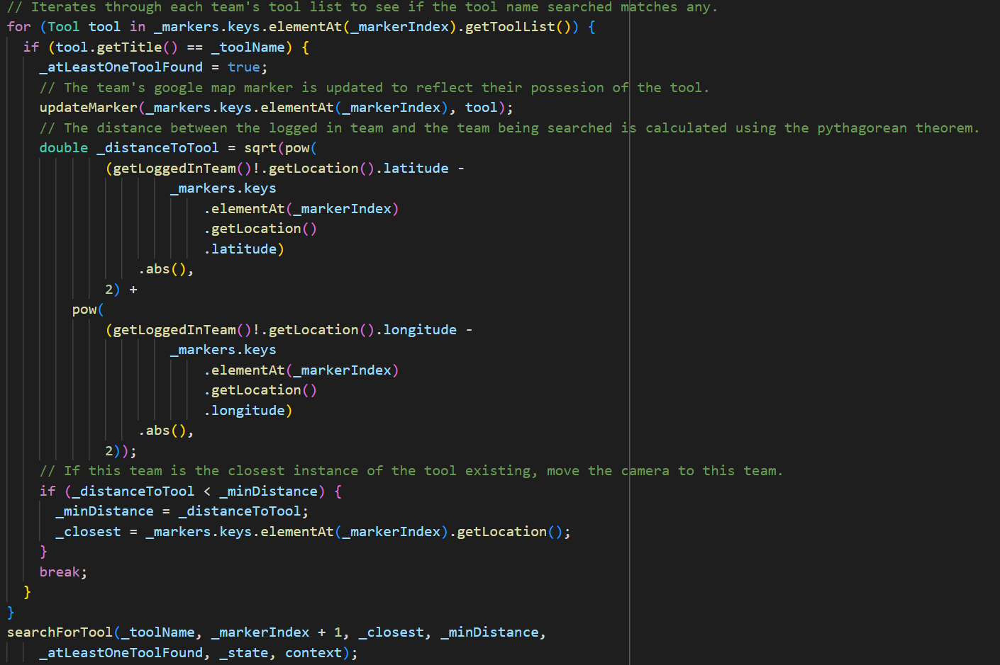 // Iterates through each team's tool list to see if the tool name searched matches any.
for (Tool tool in _markers.keys.elementAt(_markerIndex).getToolList()) {
  if (tool.getTitle() == _toolName) {
    _atLeastOneToolFound = true;
    // The team's google map marker is updated to reflect their possesion of the tool.
    updateMarker(_markers.keys.elementAt(_markerIndex), tool);
    // The distance between the logged in team and the team being searched is calculated using the pythagorean theorem.
    double _distanceToTool = sqrt(pow(
            (getLoggedInTeam()!.getLocation().latitude -
                    _markers.keys
                        .elementAt(_markerIndex)
                        .getLocation()
                        .latitude)
                .abs(),
            2) +
        pow(
            (getLoggedInTeam()!.getLocation().longitude -
                    _markers.keys
                        .elementAt(_markerIndex)
                        .getLocation()
                        .longitude)
                .abs(),
            2));
    // If this team is the closest instance of the tool existing, move the camera to this team.
    if (_distanceToTool < _minDistance) {
      _minDistance = _distanceToTool;
      _closest = _markers.keys.elementAt(_markerIndex).getLocation();
    }
    break;
  }
}
searchForTool(_toolName, _markerIndex + 1, _closest, _minDistance,
    _atLeastOneToolFound, _state, context);